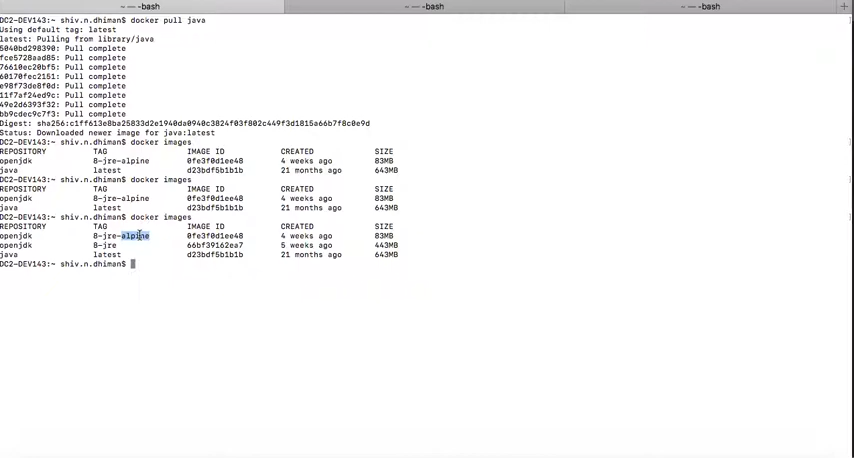 -bash
-bash
-bash
DC2-DEV143:~ shiv.n.dhiman$ docker pull java
Using default tag: latest
latest: Pulling from library/java
5040bd298390: Pull complete
fce5728aad85: Pull complete
76610ec20bf5: Pull complete
60170fec2151: Pull complete
e98f73de8f0d: Pull complete
11f7af24ed9c: Pull complete
49e2d6393f32: Pull complete
bb9cdec9c7f3: Pull complete
Digest: sha256:c1ff613e8ba25833d2e1940da0940c3824f03f802c449f3d1815a66b7f8c0e9d
Status: Downloaded newer image for java:latest
DC2-DEV143:~ shiv.n.dhiman$ docker images
REPOSITORY TAG IMAGE ID CREATED SIZE
openjdk 8-jre-alpine 0fe3f0d1ee48 4 weeks ago 83MB
java latest d23bdf5b1b1b 21 months ago 643MB
DC2-DEV143:~ shiv.n.dhiman$ docker images
REPOSITORY TAG IMAGE ID CREATED SIZE
openjdk 8-jre-alpine 0fe3f0d1ee48 4 weeks ago 83MB
java latest d23bdf5b1b1b 21 months ago 643MB
DC2-DEV143:~ shiv.n.dhiman$ docker images
REPOSITORY TAG IMAGE ID CREATED SIZE
openjdk 8-jre-alpine 0fe3f0d1ee48 4 weeks ago 83MB
openjdk 8-jre 66bf39162ea7 5 weeks ago 443MB
java latest d23bdf5b1b1b 21 months ago 643MB
DC2-DEV143:~ shiv.n.dhiman$